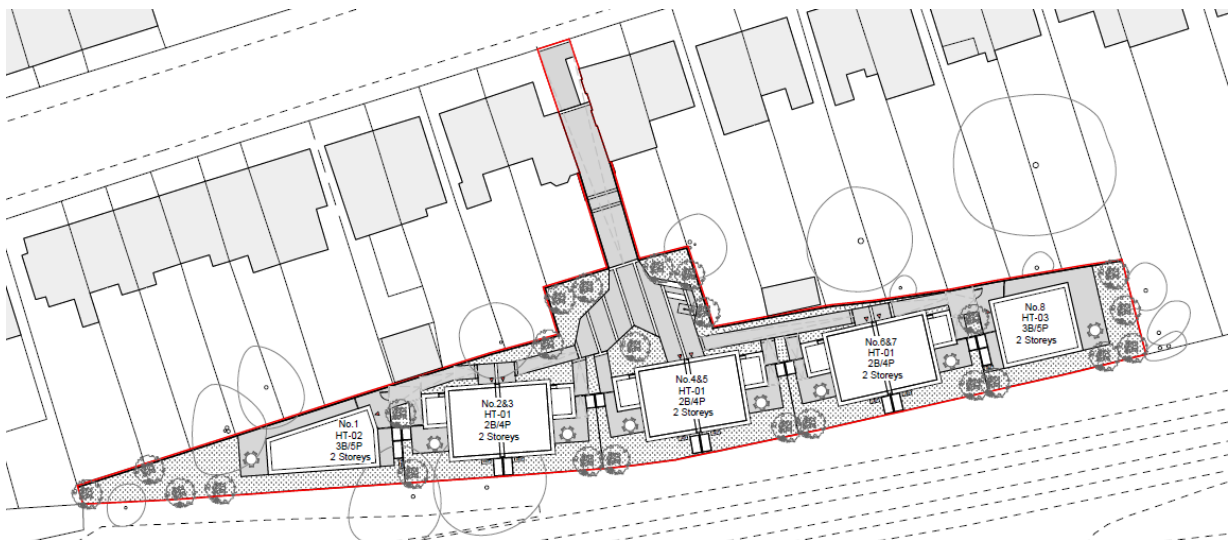 No.1
HT-02
3B/5P
2 Storeys
No.2&3
HT-01
2B/4P
2 Storeys
No.4&5
HT-01
2B/4P
2 Storeys
No.6&7
HT-01
2B/4P
2 Storeys
No.8
HT-03
3B/5P
2 Storeys